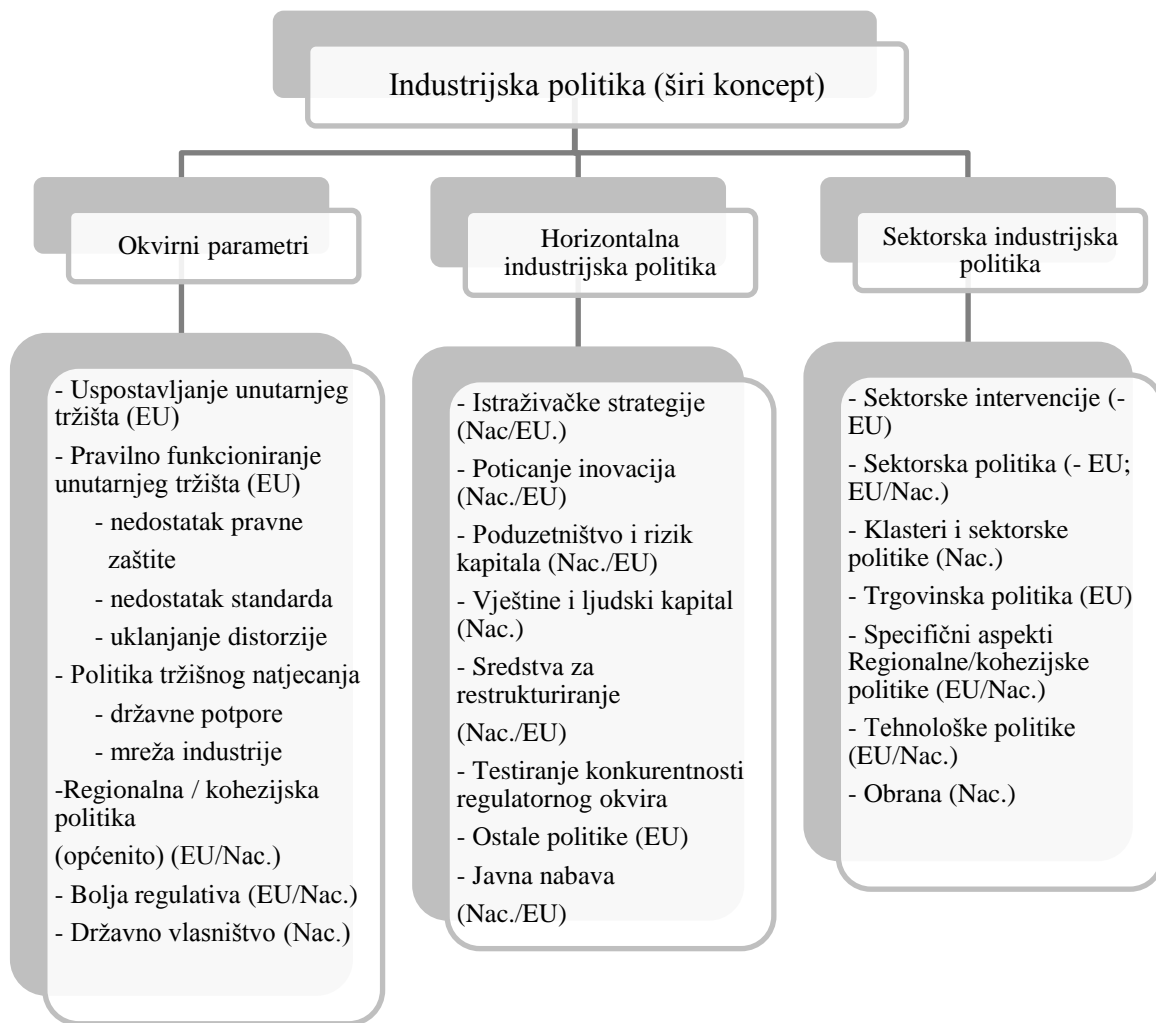 Industrijska politika (širi koncept)
Okvirni parametri
Horizontalna
industrijska politika
Sektorska industrijska
politika
- Uspostavljanje unutarnjeg
tržišta (EU)
- Pravilno funkcioniranje
unutarnjeg tržišta (EU)
- nedostatak pravne
zaštite
- nedostatak standarda
- uklanjanje distorzije
- Politika tržišnog natjecanja
- državne potpore
- mreža industrije
-Regionalna / kohezijska
politika
(općenito) (EU/Nac.)
- Bolja regulativa (EU/Nac.)
- Državno vlasništvo (Nac.)
- Istraživačke strategije
(Nac/EU.)
- Poticanje inovacija
(Nac./EU)
- Poduzetništvo i rizik
kapitala (Nac./EU)
- Vještine i ljudski kapital
(Nac.)
- Sredstva za
restrukturiranje
(Nac./EU)
- Testiranje konkurentnosti
regulatornog okvira
- Ostale politike (EU)
- Javna nabava
(Nac./EU)
- Sektorske intervencije (-
EU)
- Sektorska politika (- EU;
EU/Nac.)
- Klasteri i sektorske
politike (Nac.)
- Trgovinska politika (EU)
- Specifični aspekti
Regionalne/kohezijske
politike (EU/Nac.)
- Tehnološke politike
(EU/Nac.)
- Obrana (Nac.)